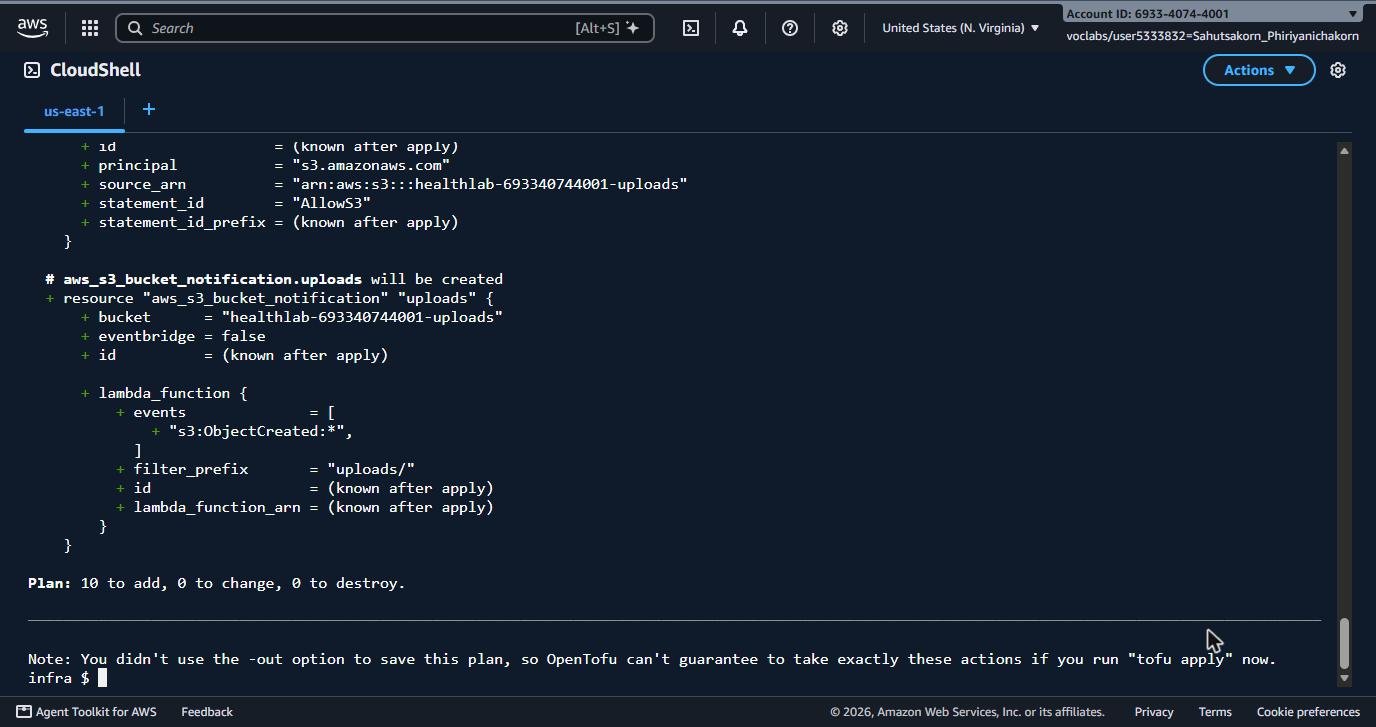 aws
Search [Alt+S]
United States (N. Virginia) ▼
Account ID: 6933-4074-4001 ▼
voclabs/user5333832=Sahutsakorn_Phiriyanichakorn
CloudShell
Actions ▼
us-east-1 +
+ id = (known after apply)
+ principal = "s3.amazonaws.com"
+ source_arn = "arn:aws:s3:::healthlab-693340744001-uploads"
+ statement_id = "AllowS3"
+ statement_id_prefix = (known after apply)
}
# aws_s3_bucket_notification.uploads will be created
+ resource "aws_s3_bucket_notification" "uploads" {
+ bucket = "healthlab-693340744001-uploads"
+ eventbridge = false
+ id = (known after apply)
+ lambda_function {
+ events = [
+ "s3:ObjectCreated:*",
]
+ filter_prefix = "uploads/"
+ id = (known after apply)
+ lambda_function_arn = (known after apply)
}
}
Plan: 10 to add, 0 to change, 0 to destroy.
Note: You didn't use the -out option to save this plan, so OpenTofu can't guarantee to take exactly these actions if you run "tofu apply" now.
infra $
Agent Toolkit for AWS Feedback © 2026, Amazon Web Services, Inc. or its affiliates. Privacy Terms Cookie preferences